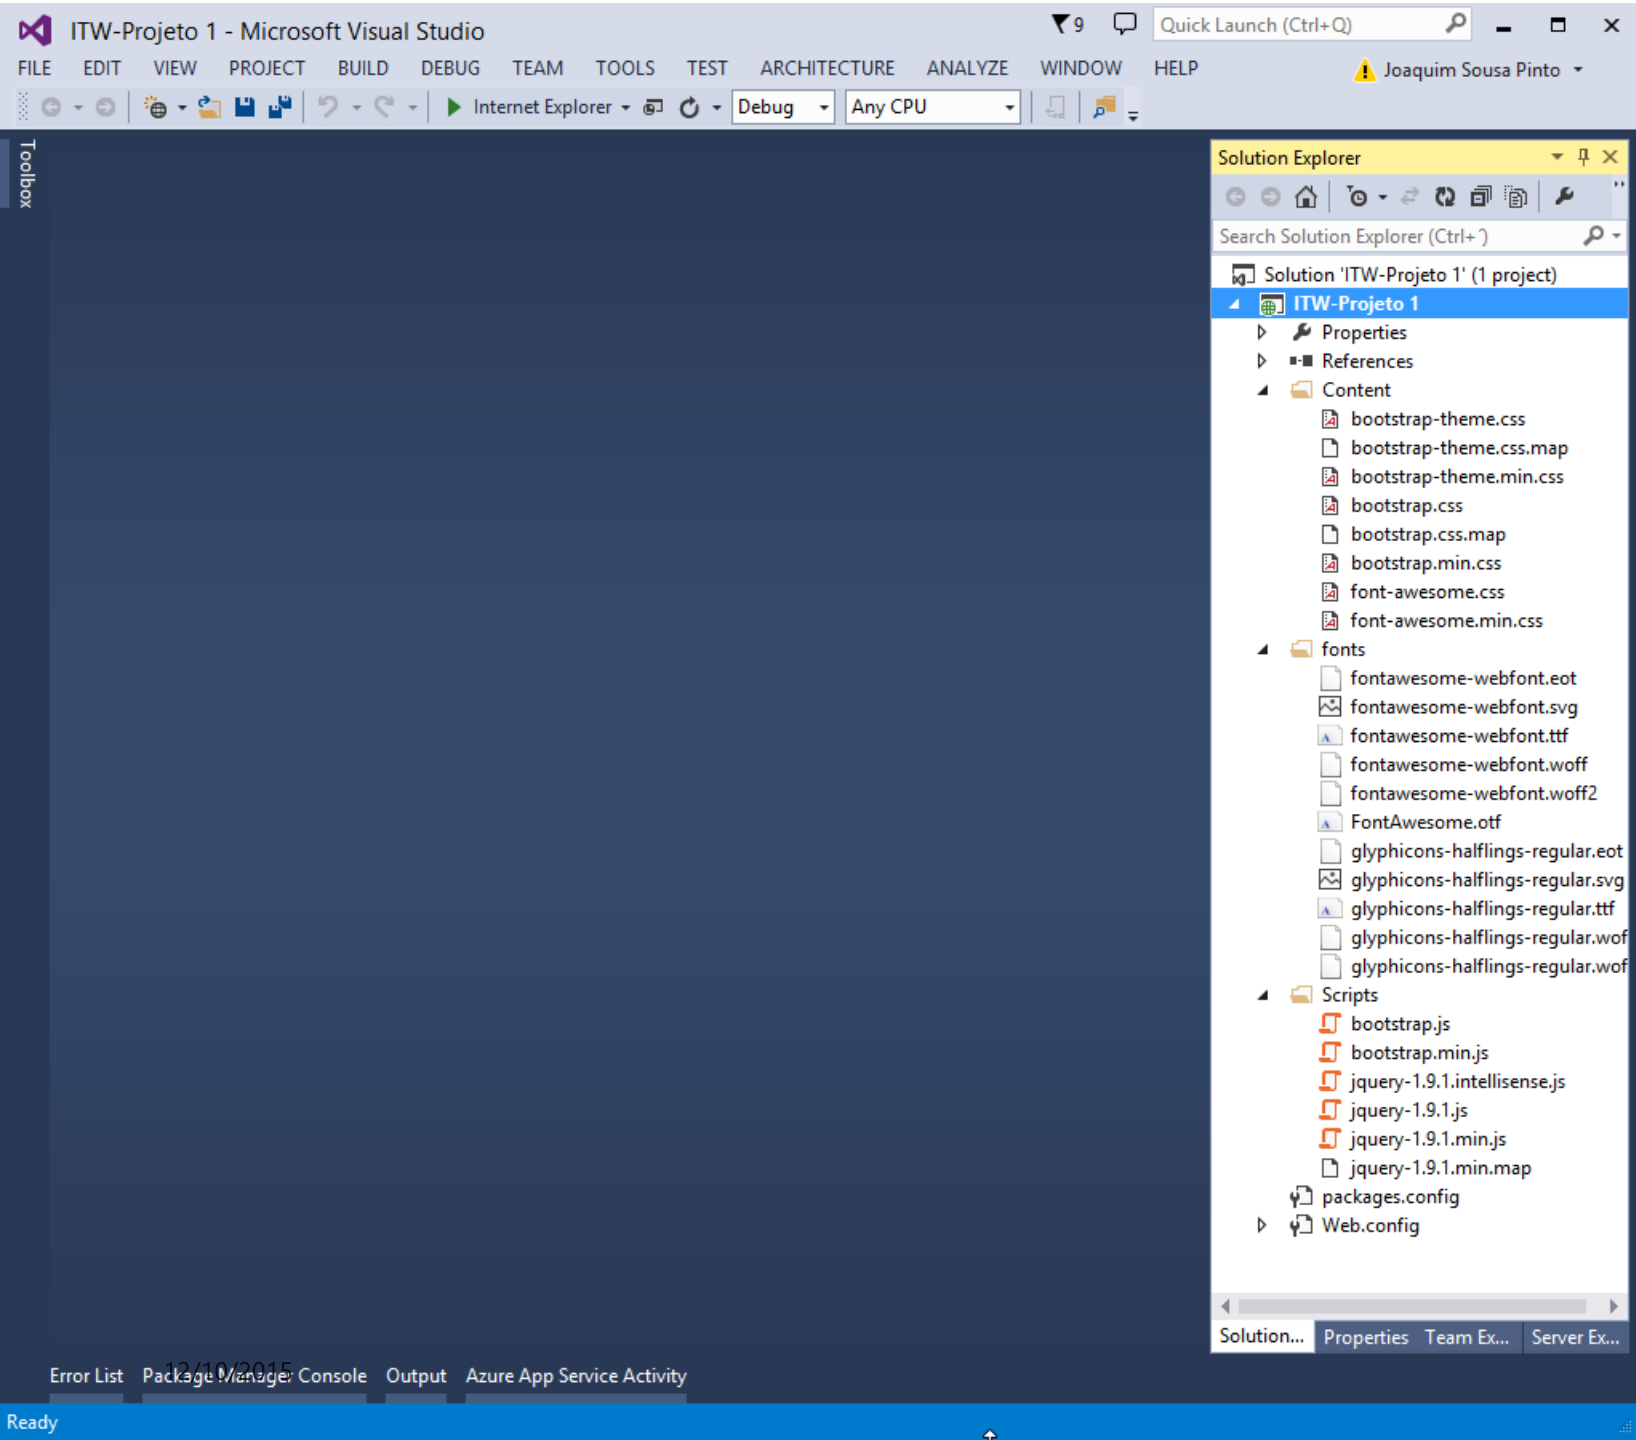 ITW-Projeto 1 - Microsoft Visual Studio
9
Quick Launch (Ctrl+Q)
FILE EDIT VIEW PROJECT BUILD DEBUG TEAM TOOLS TEST ARCHITECTURE ANALYZE WINDOW HELP
Joaquim Sousa Pinto
Internet Explorer
Debug
Any CPU
Toolbox
Solution Explorer
Search Solution Explorer (Ctrl+ˆ)
Solution 'ITW-Projeto 1' (1 project)
ITW-Projeto 1
Properties
References
Content
bootstrap-theme.css
bootstrap-theme.css.map
bootstrap-theme.min.css
bootstrap.css
bootstrap.css.map
bootstrap.min.css
font-awesome.css
font-awesome.min.css
fonts
fontawesome-webfont.eot
fontawesome-webfont.svg
fontawesome-webfont.ttf
fontawesome-webfont.woff
fontawesome-webfont.woff2
FontAwesome.otf
glyphicons-halflings-regular.eot
glyphicons-halflings-regular.svg
glyphicons-halflings-regular.ttf
glyphicons-halflings-regular.wof
glyphicons-halflings-regular.wof
Scripts
bootstrap.js
bootstrap.min.js
jquery-1.9.1.intellisense.js
jquery-1.9.1.js
jquery-1.9.1.min.js
jquery-1.9.1.min.map
packages.config
Web.config
Solution... Properties Team Ex... Server Ex...
Error List Package Manager Console Output Azure App Service Activity
12/10/2015
Ready